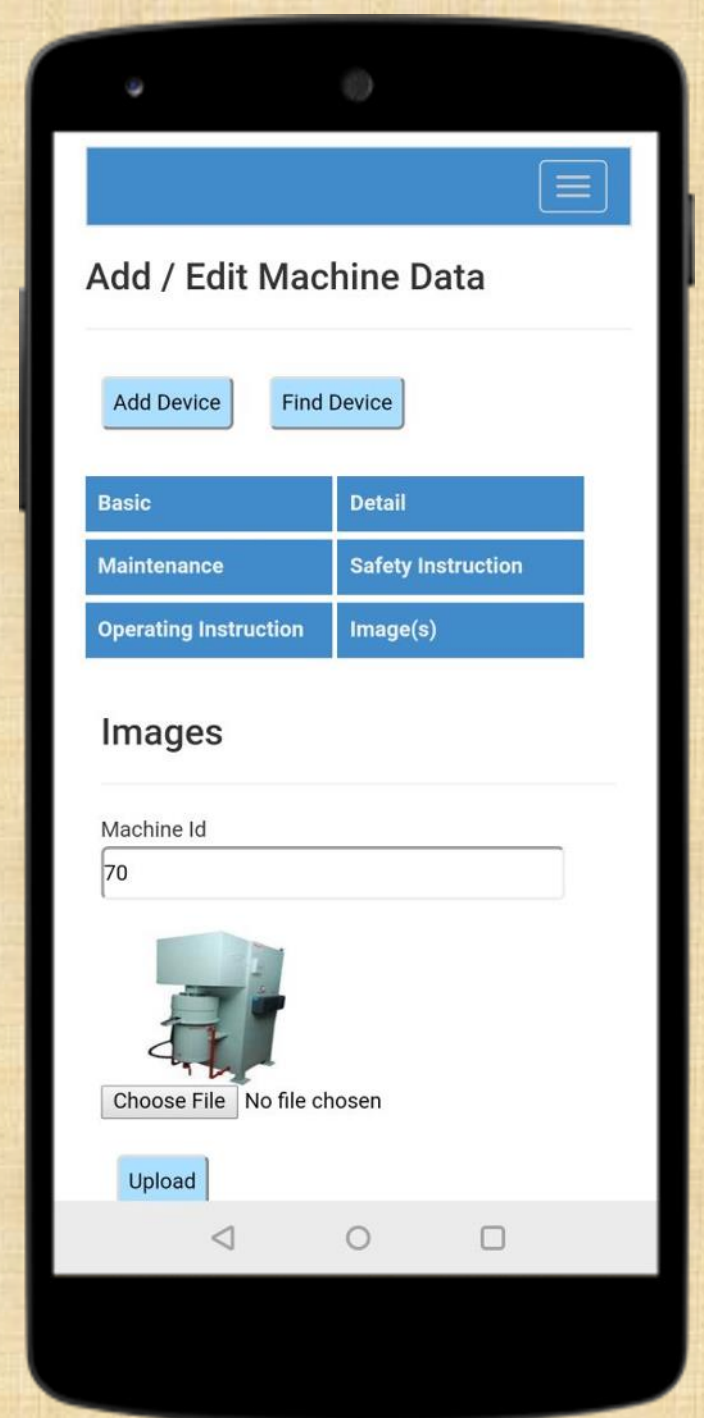 Add / Edit Machine Data
Add Device Find Device
Basic Detail
Maintenance Safety Instruction
Operating Instruction Image(s)
Images
Machine Id
70
Choose File No file chosen
Upload